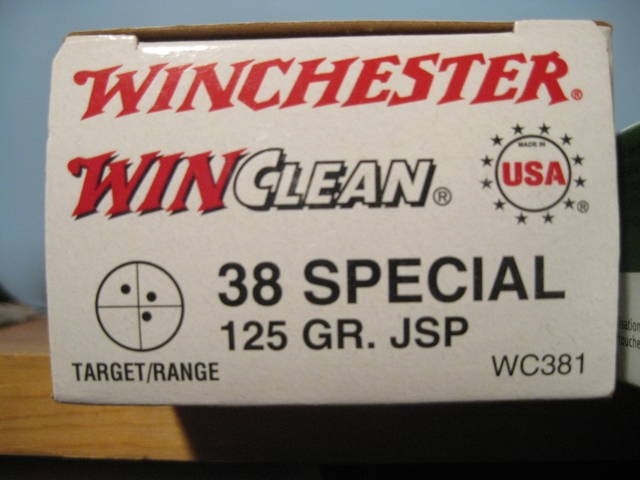 WINCHESTER®
WINCLEAN®
MADE IN
USA
®
38 SPECIAL
125 GR. JSP
TARGET/RANGE
WC381